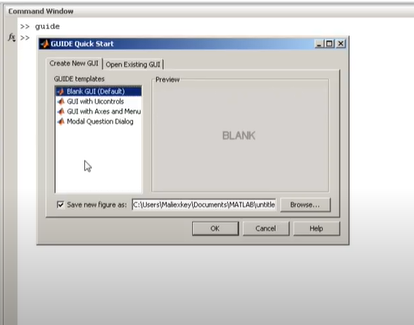 Command Window
>> guide
fx >>
GUIDE Quick Start
Create New GUI Open Existing GUI
GUIDE templates
Preview
Blank GUI (Default)
GUI with Uicontrols
GUI with Axes and Menu
Modal Question Dialog
BLANK
Save new figure as: C:\Users\Maliexkey\Documents\MATLAB\untitle Browse...
OK Cancel Help